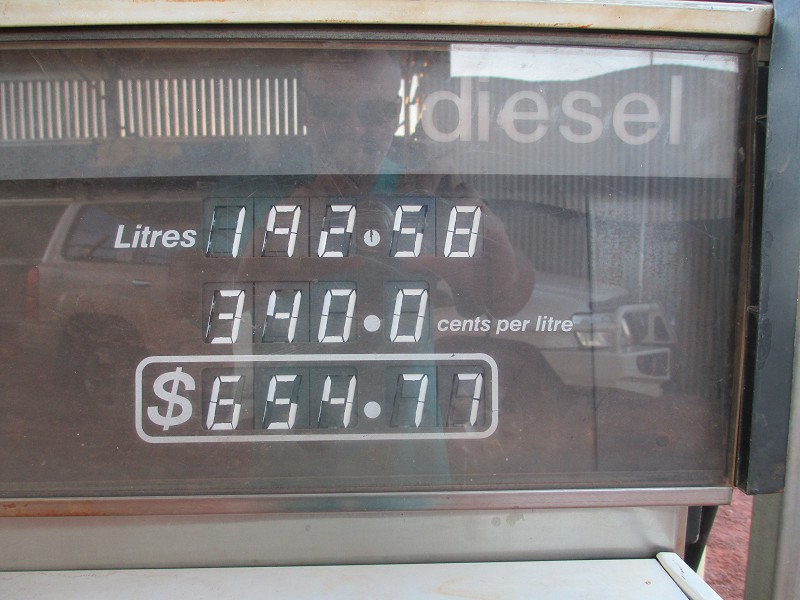 diesel
Litres 192.58
340.0 cents per litre
$654.77